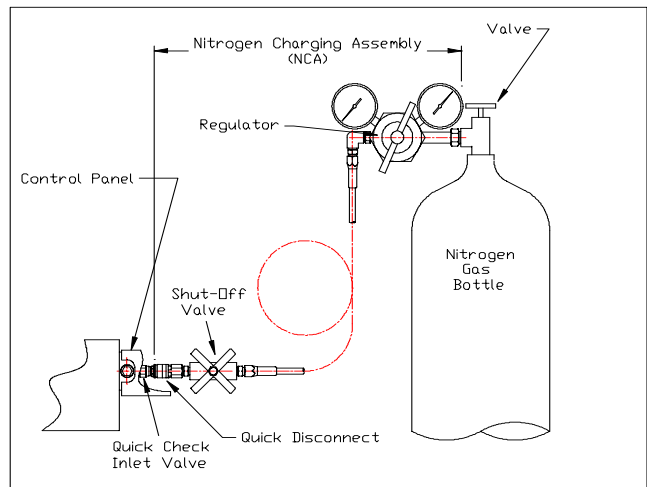 Nitrogen Charging Assembly
(NCA)
Valve
Regulator
Control Panel
Nitrogen
Gas
Bottle
Shut-Off
Valve
Quick Disconnect
Quick Check
Inlet Valve